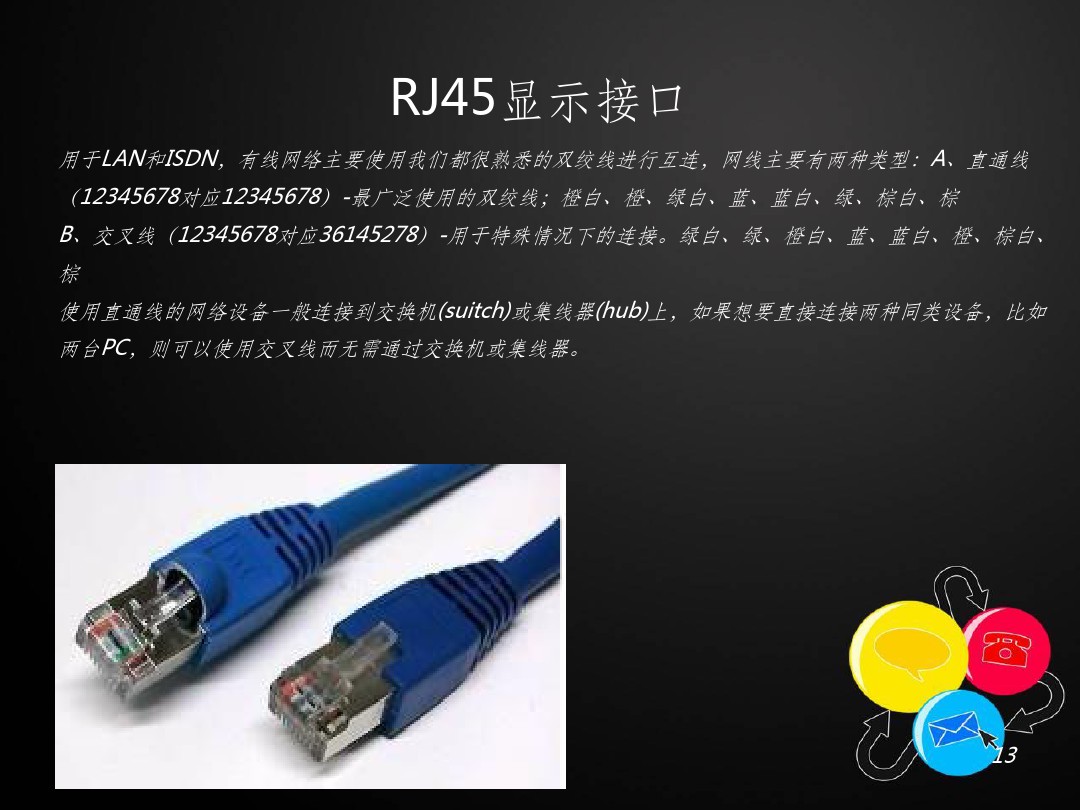 RJ45显示接口
用于LAN和ISDN，有线网络主要使用我们都很熟悉的双绞线进行互连，网线主要有两种类型：A、直通线
（12345678对应12345678）-最广泛使用的双绞线；橙白、橙、绿白、蓝、蓝白、绿、棕白、棕
B、交叉线（12345678对应36145278）-用于特殊情况下的连接。绿白、绿、橙白、蓝、蓝白、橙、棕白、
棕
使用直通线的网络设备一般连接到交换机(suitch)或集线器(hub)上，如果想要直接连接两种同类设备，比如
两台PC，则可以使用交叉线而无需通过交换机或集线器。
13